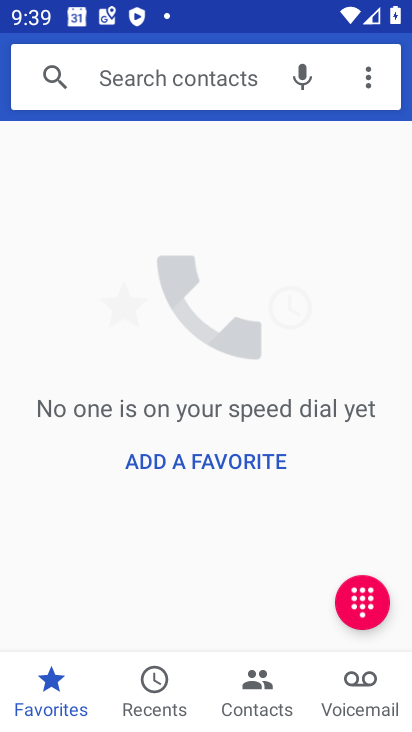 9:39
31
G
Search contacts
No one is on your speed dial yet
ADD A FAVORITE
Favorites
Recents
Contacts
Voicemail